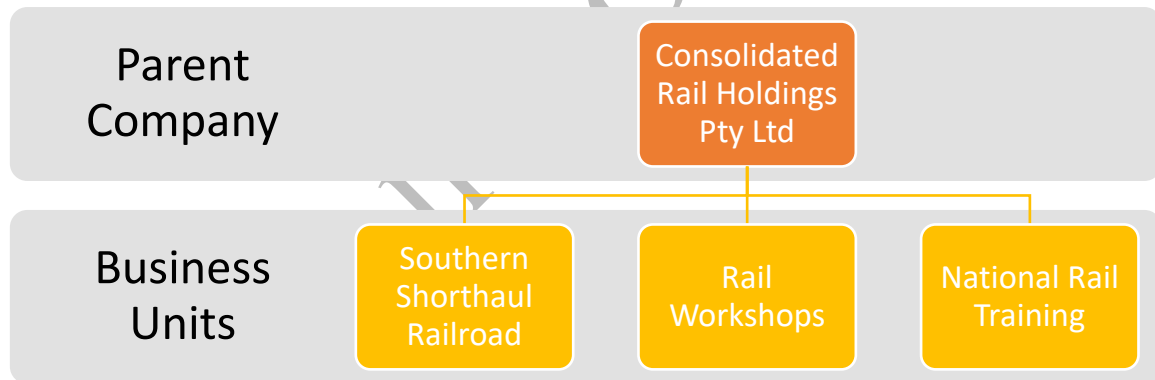 Parent
Company
Consolidated
Rail Holdings
Pty Ltd
Business
Units
Southern
Shorthaul
Railroad
Rail
Workshops
National Rail
Training